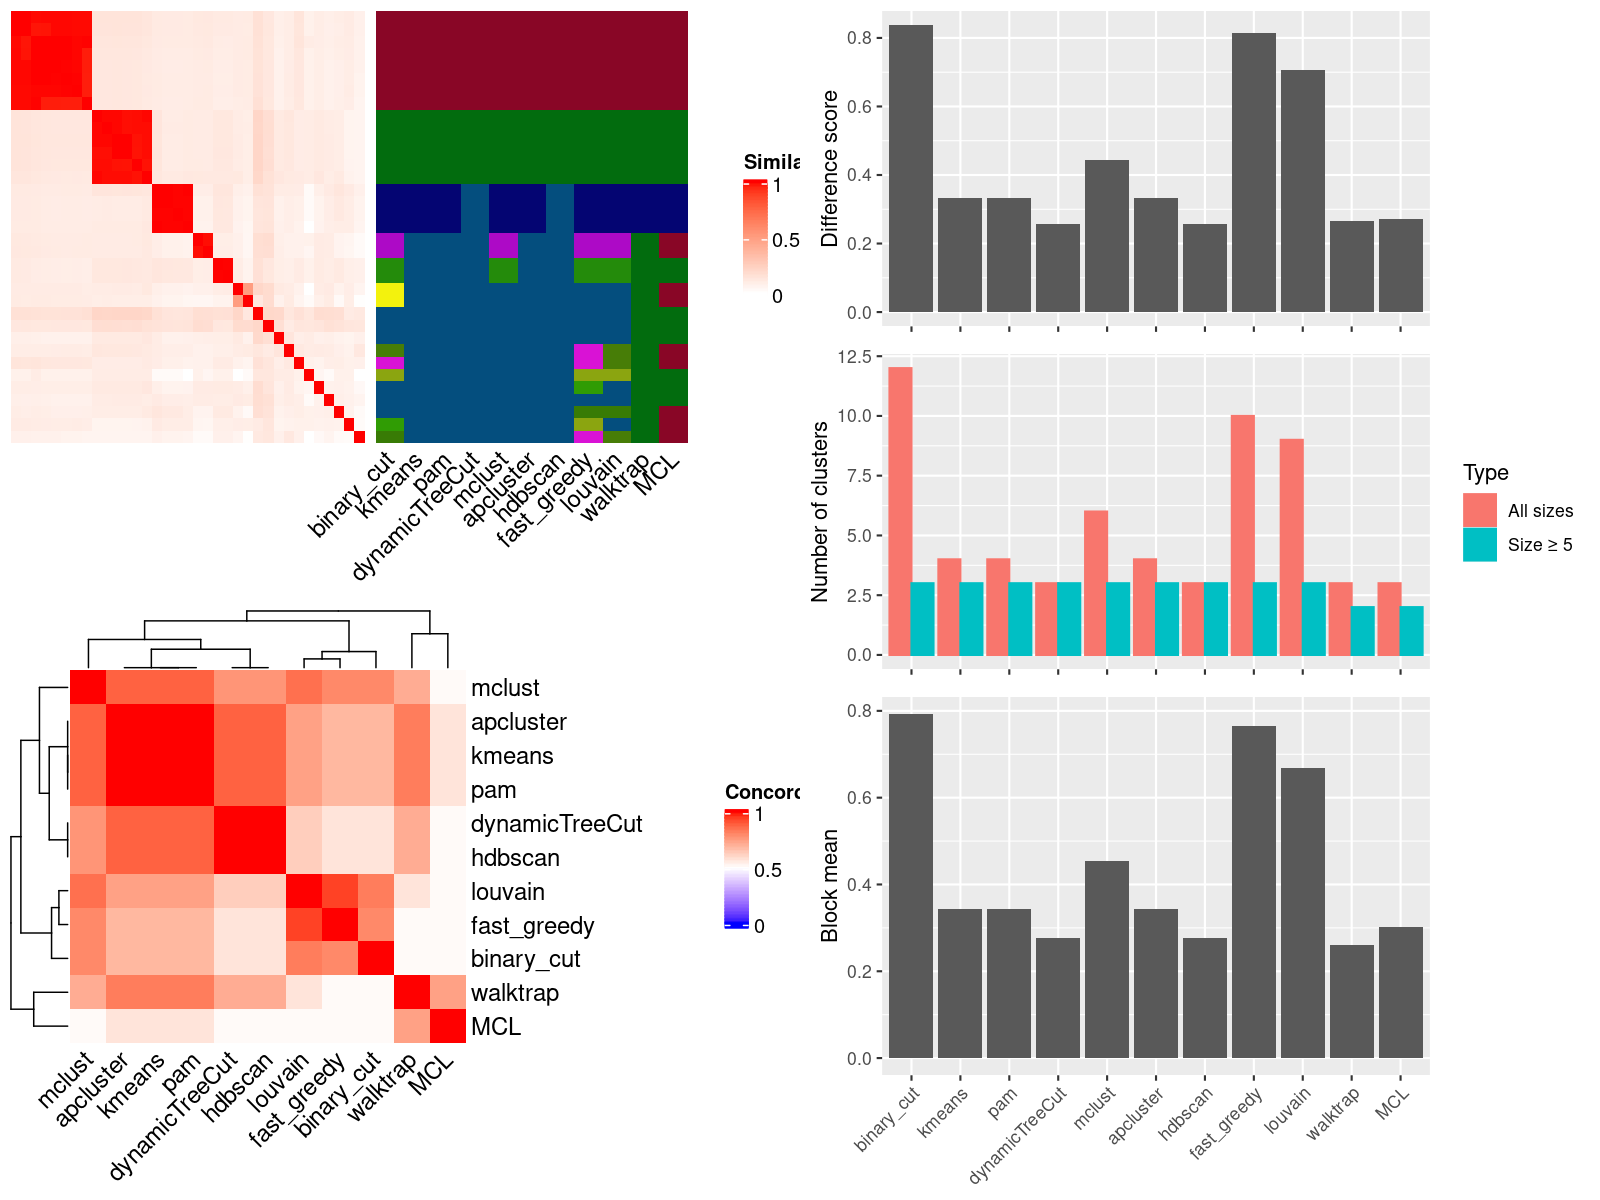 Simila
1
0.5
0
binary_cut
kmeans
pam
dynamicTreeCut
mclust
apcluster
hdbscan
fast_greedy
louvain
walktrap
MCL
mclust
apcluster
kmeans
pam
dynamicTreeCut
hdbscan
louvain
fast_greedy
binary_cut
walktrap
MCL
Concord
1
0.5
0
mclust
apcluster
kmeans
pam
dynamicTreeCut
hdbscan
louvain
fast_greedy
binary_cut
walktrap
MCL
Difference score
0.8
0.6
0.4
0.2
0.0
Number of clusters
12.5
10.0
7.5
5.0
2.5
0.0
Type
All sizes
Size ≥ 5
Block mean
0.8
0.6
0.4
0.2
0.0
binary_cut
kmeans
pam
dynamicTreeCut
mclust
apcluster
hdbscan
fast_greedy
louvain
walktrap
MCL